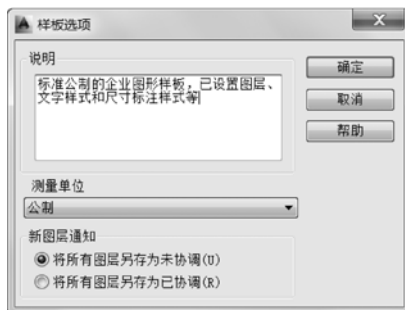 样板选项
X
说明
标准公制的企业图形样板，已设置图层、
文字样式和尺寸标注样式等
确定
取消
帮助
测量单位
公制
新图层通知
将所有图层另存为未协调(U)
将所有图层另存为已协调(R)